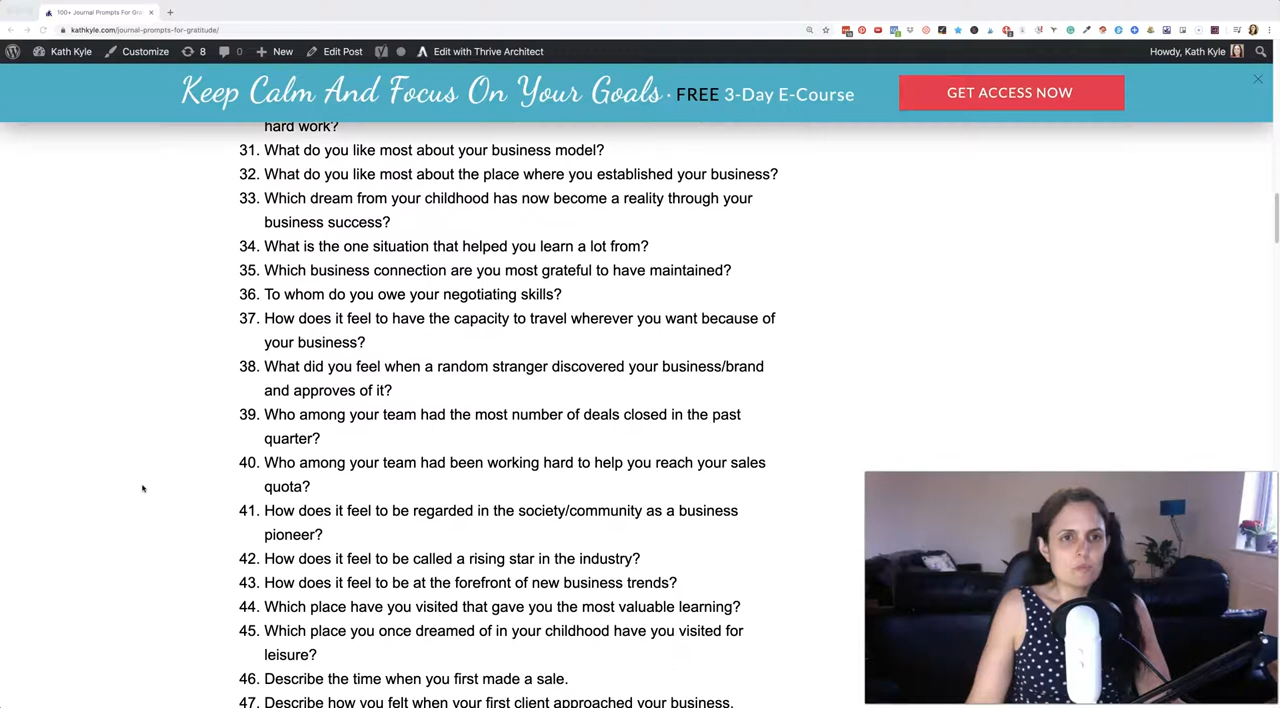 100+ Journal Prompts For Gra
kathkyle.com/journal-prompts-for-gratitude/
Kath Kyle Customize 8 0 New Edit Post Edit with Thrive Architect Howdy, Kath Kyle
Keep Calm And Focus On Your Goals · FREE 3-Day E-Course GET ACCESS NOW
hard work?
31. What do you like most about your business model?
32. What do you like most about the place where you established your business?
33. Which dream from your childhood has now become a reality through your
business success?
34. What is the one situation that helped you learn a lot from?
35. Which business connection are you most grateful to have maintained?
36. To whom do you owe your negotiating skills?
37. How does it feel to have the capacity to travel wherever you want because of
your business?
38. What did you feel when a random stranger discovered your business/brand
and approves of it?
39. Who among your team had the most number of deals closed in the past
quarter?
40. Who among your team had been working hard to help you reach your sales
quota?
41. How does it feel to be regarded in the society/community as a business
pioneer?
42. How does it feel to be called a rising star in the industry?
43. How does it feel to be at the forefront of new business trends?
44. Which place have you visited that gave you the most valuable learning?
45. Which place you once dreamed of in your childhood have you visited for
leisure?
46. Describe the time when you first made a sale.
47. Describe how you felt when your first client approached your business.